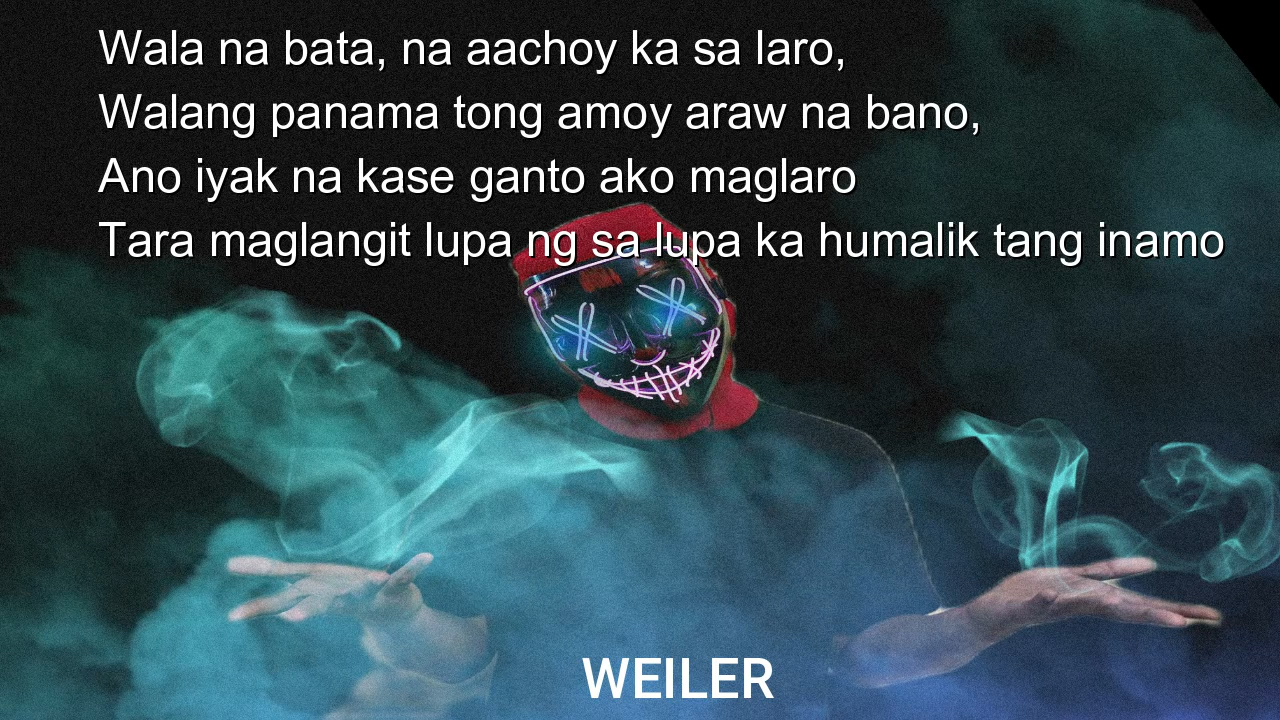 Wala na bata, na aachoy ka sa laro,
Walang panama tong amoy araw na bano,
Ano iyak na kase ganto ako maglaro
Tara maglangit lupa ng sa lupa ka humalik tang inamo
WEILER